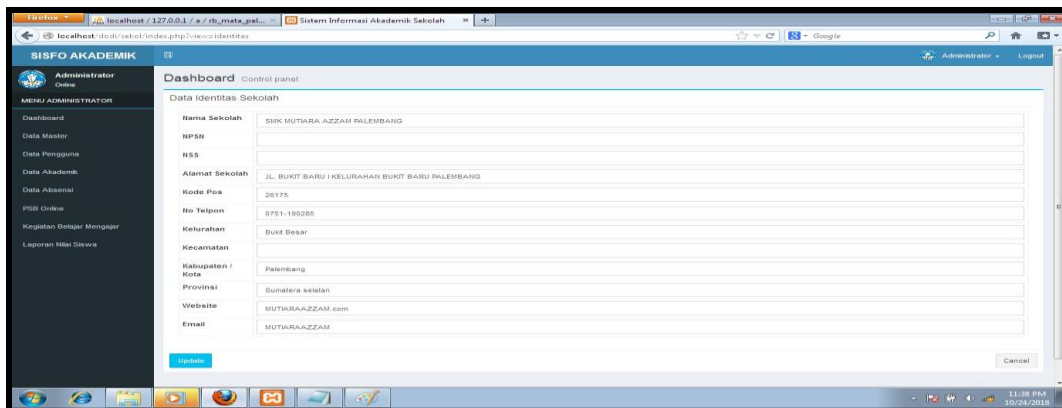 Firefox
localhost / 127.0.0.1 / a / rb_mata_pel...
Sistem Informasi Akademik Sekolah
localhost/dodi/sekol/index.php?view=identitas
Google
SISFO AKADEMIK
Administrator
Logout
Administrator
Online
Dashboard Control panel
MENU ADMINISTRATOR
Data Identitas Sekolah
Dashboard
Data Master
Data Pengguna
Data Akademik
Data Absensi
PSB Online
Kegiatan Belajar Mengajar
Laporan Nilai Siswa
Nama Sekolah SMK MUTIARA AZZAM PALEMBANG
NPSN
NSS
Alamat Sekolah JL. BUKIT BARU I KELURAHAN BUKIT BARU PALEMBANG
Kode Pos 26175
No Telpon 0751-190285
Kelurahan Bukit Besar
Kecamatan
Kabupaten /
Kota Palembang
Provinsi Sumatera selatan
Website MUTIARAAZZAM.com
Email MUTIARAAZZAM
Update
Cancel
11:38 PM
10/24/2018